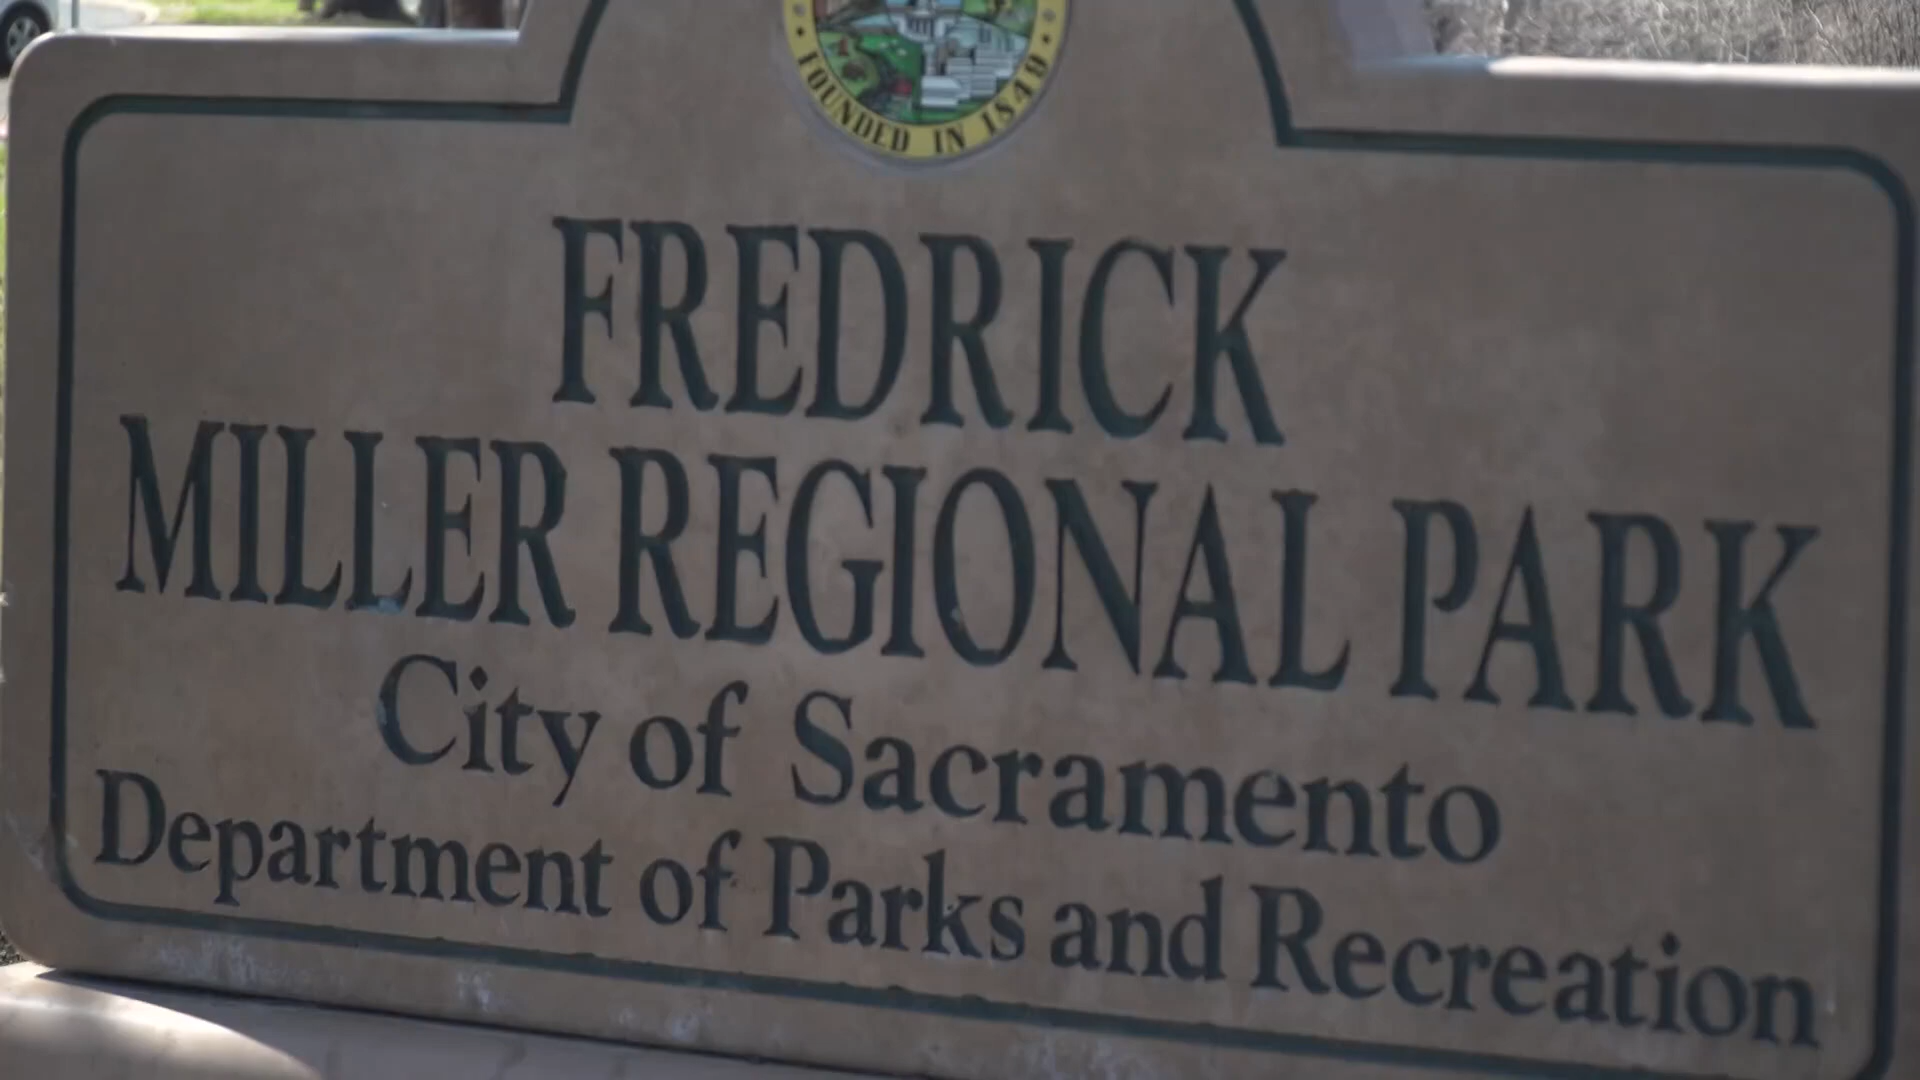 FOUNDED IN 1849
FREDRICK
MILLER REGIONAL PARK
City of Sacramento
Department of Parks and Recreation